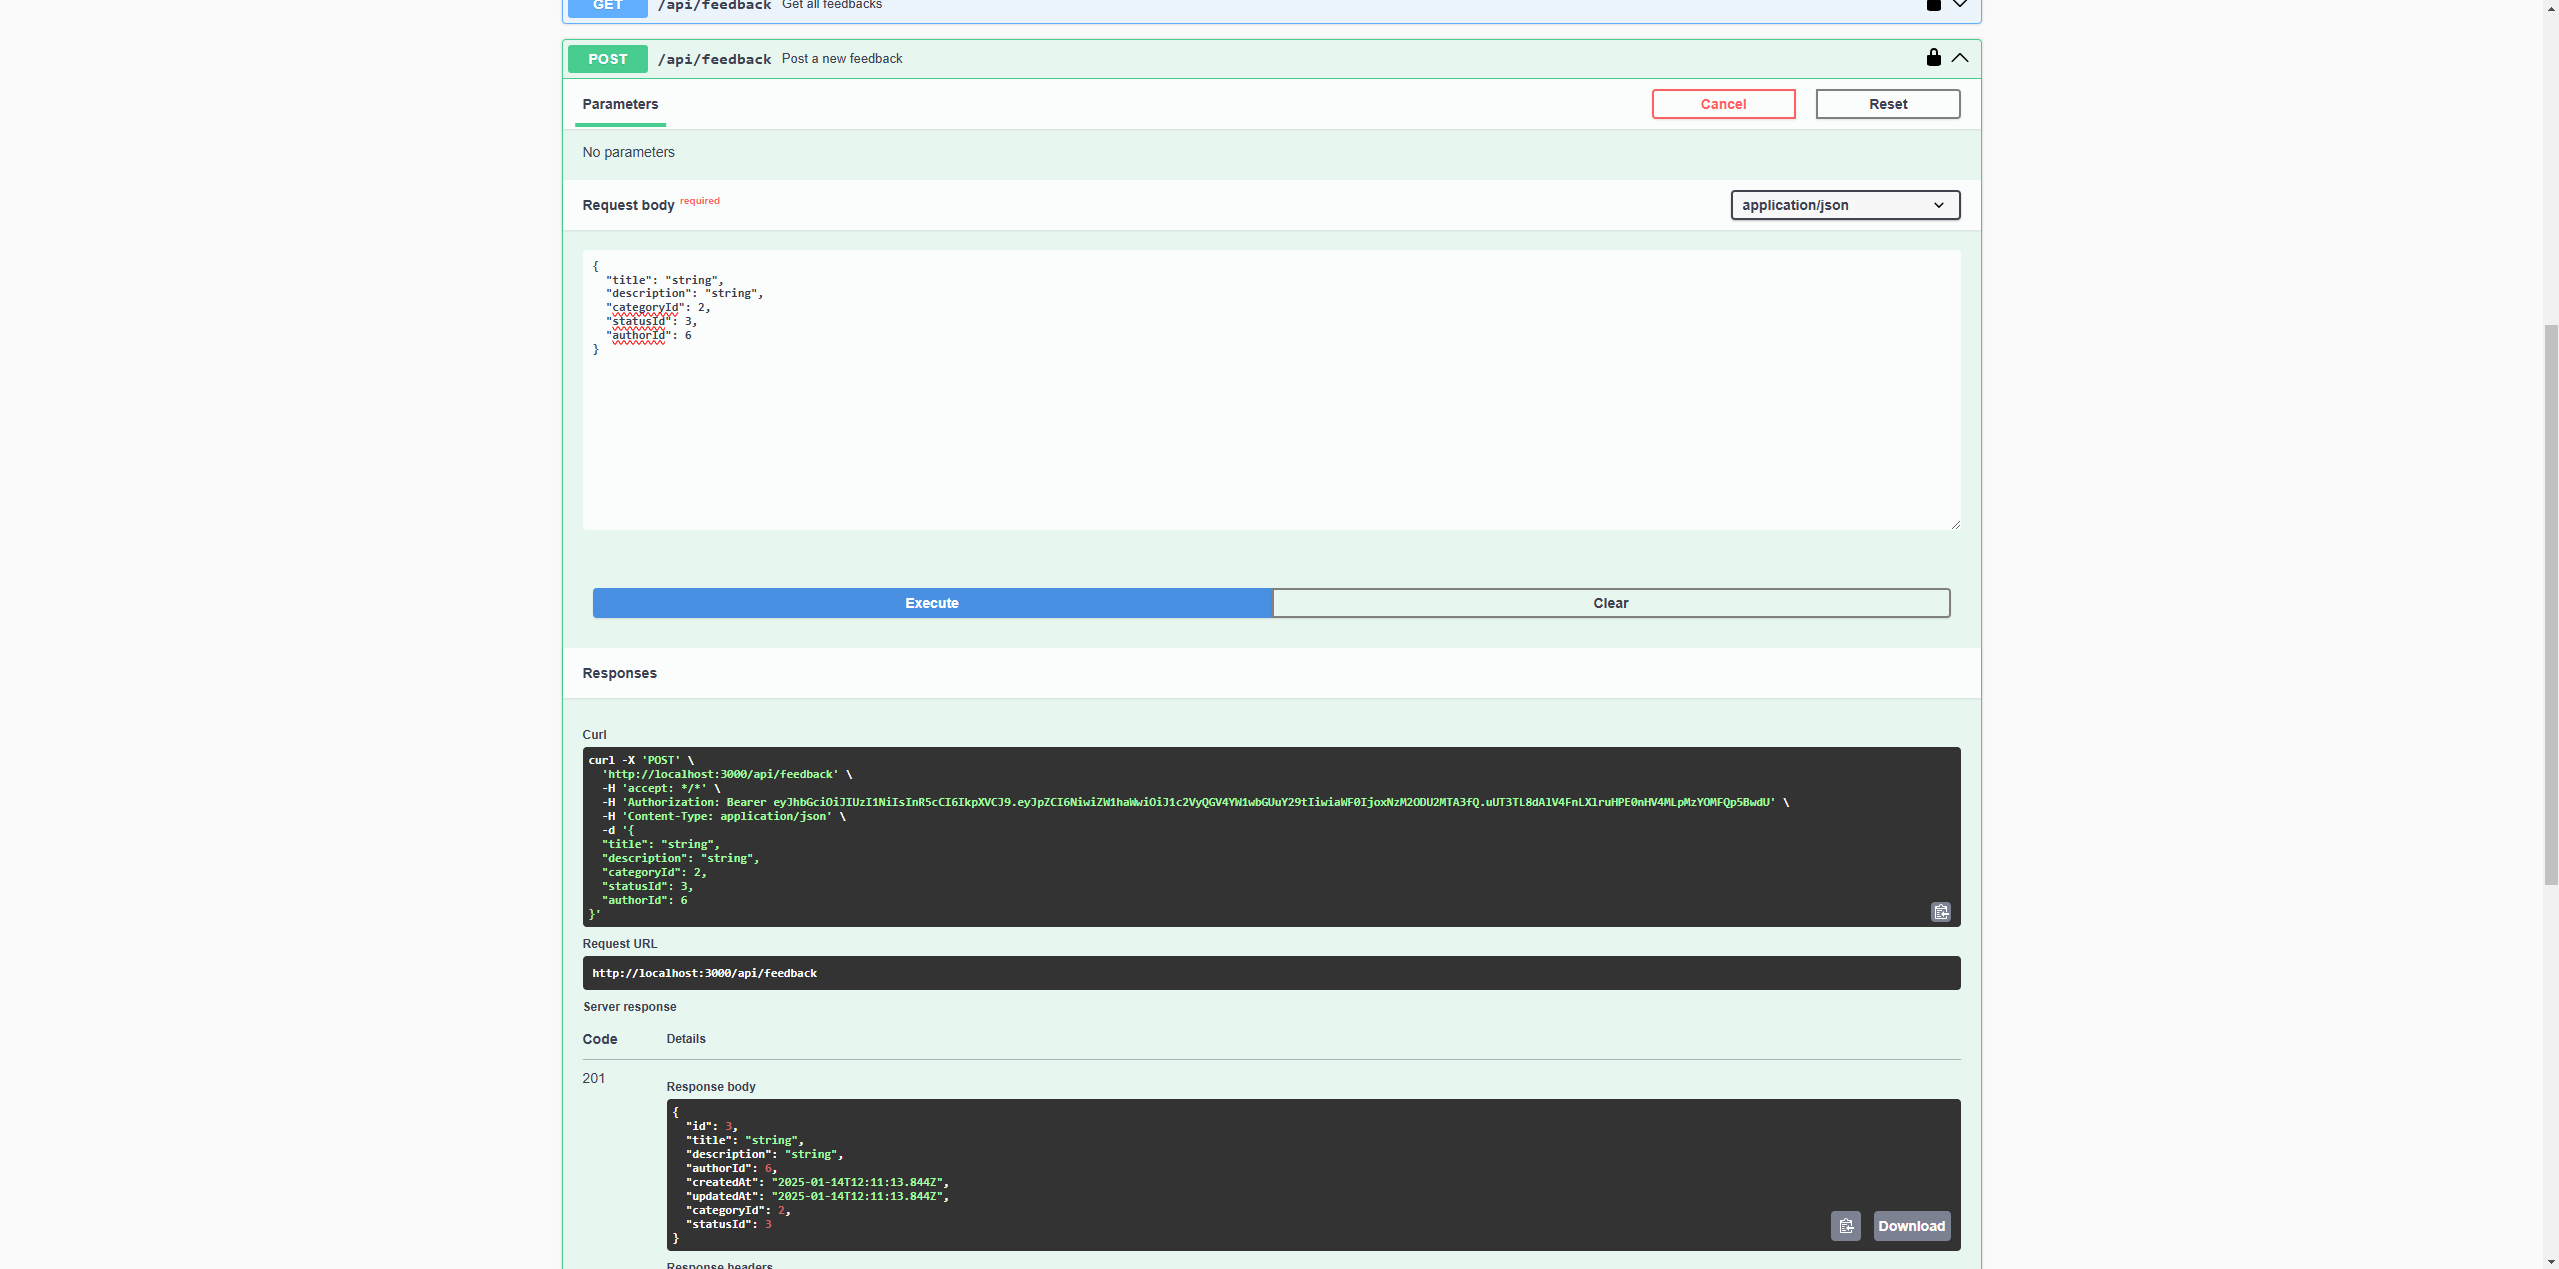 GET /api/feedback Get all feedbacks
POST /api/feedback Post a new feedback
Parameters
Cancel
Reset
No parameters
Request body required
application/json
{
  "title": "string",
  "description": "string",
  "categoryId": 2,
  "statusId": 3,
  "authorId": 6
}
Execute
Clear
Responses
Curl
curl -X 'POST' \
  'http://localhost:3000/api/feedback' \
  -H 'accept: */*' \
  -H 'Authorization: Bearer eyJhbGciOiJIUzI1NiIsInR5cCI6IkpXVCJ9.eyJpZCI6NiwiZW1haWwiOiJ1c2VyQGV4YW1wbGUuY29tIiwiaWF0IjoxNzM2ODU2MTA3fQ.uUT3TL8dAlV4FnLXlruHPE0nHV4MLpMzYOMFQp5BwdU' \
  -H 'Content-Type: application/json' \
  -d '{
  "title": "string",
  "description": "string",
  "categoryId": 2,
  "statusId": 3,
  "authorId": 6
}'
Request URL
http://localhost:3000/api/feedback
Server response
Code Details
201
Response body
{
  "id": 3,
  "title": "string",
  "description": "string",
  "authorId": 6,
  "createdAt": "2025-01-14T12:11:13.844Z",
  "updatedAt": "2025-01-14T12:11:13.844Z",
  "categoryId": 2,
  "statusId": 3
}
Download
Response headers